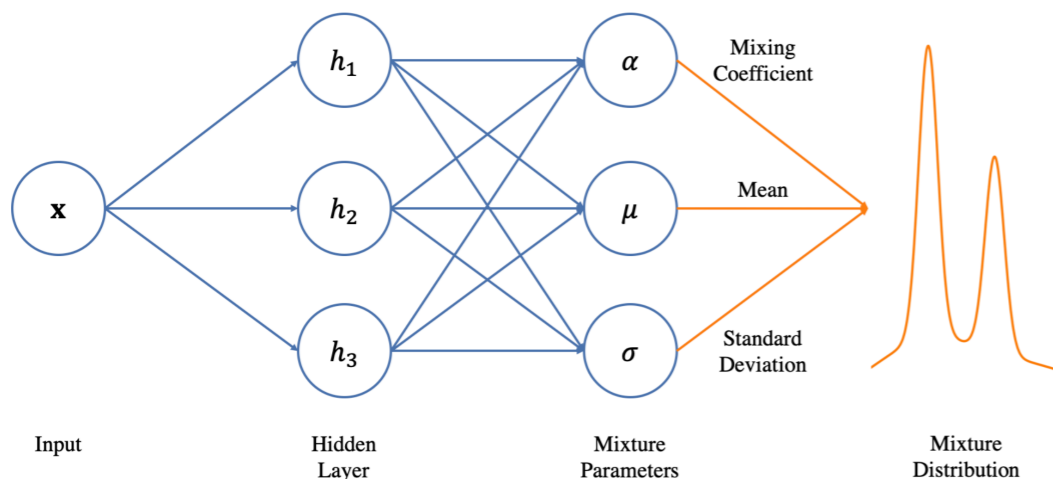 h₁
α
Mixing
Coefficient
x
h₂
μ
Mean
h₃
σ
Standard
Deviation
Input
Hidden
Layer
Mixture
Parameters
Mixture
Distribution